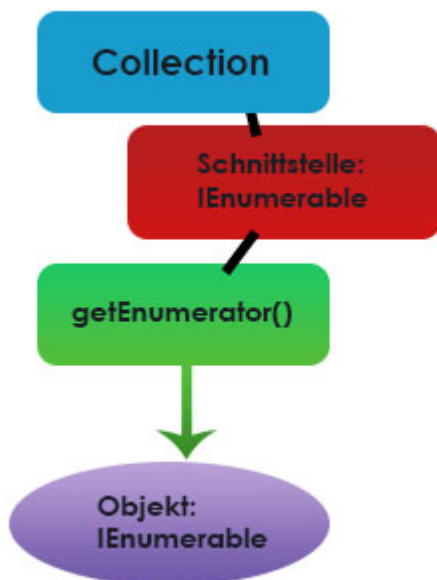 Collection
Schnittstelle:
IEnumerable
getEnumerator()
Objekt:
IEnumerable